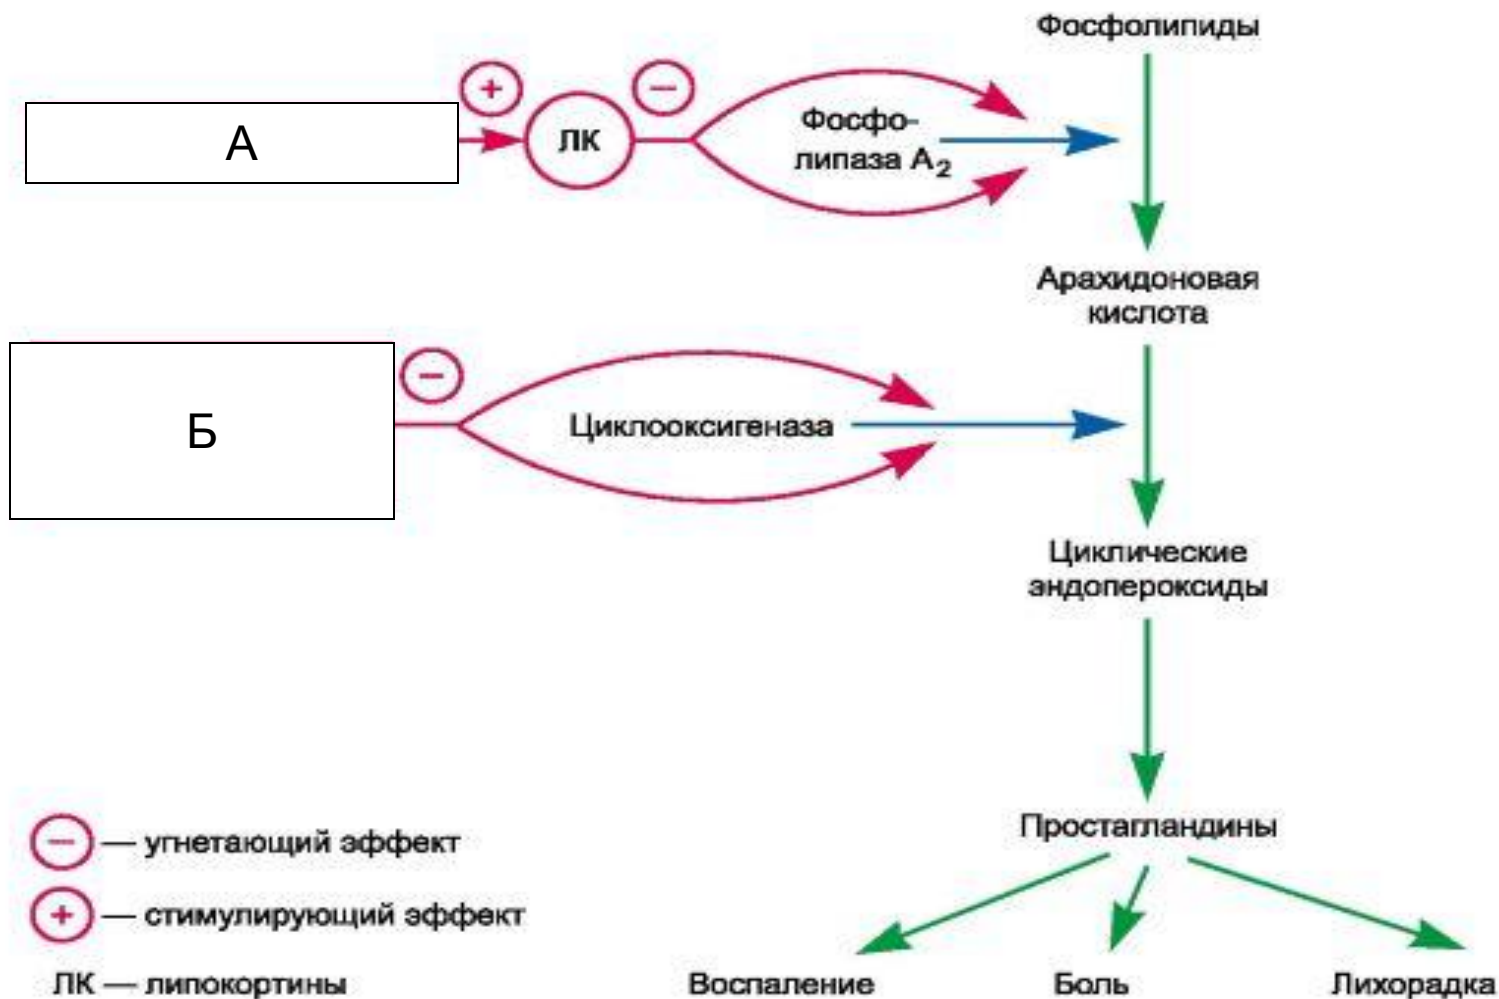 Фосфолипиды
+
—
А
ЛК
Фосфо-
липаза А₂
Арахидоновая
кислота
—
Б
Циклооксигеназа
Циклические
эндопероксиды
Простагландины
— — угнетающий эффект
+ — стимулирующий эффект
ЛК — липокортины
Воспаление
Боль
Лихорадка